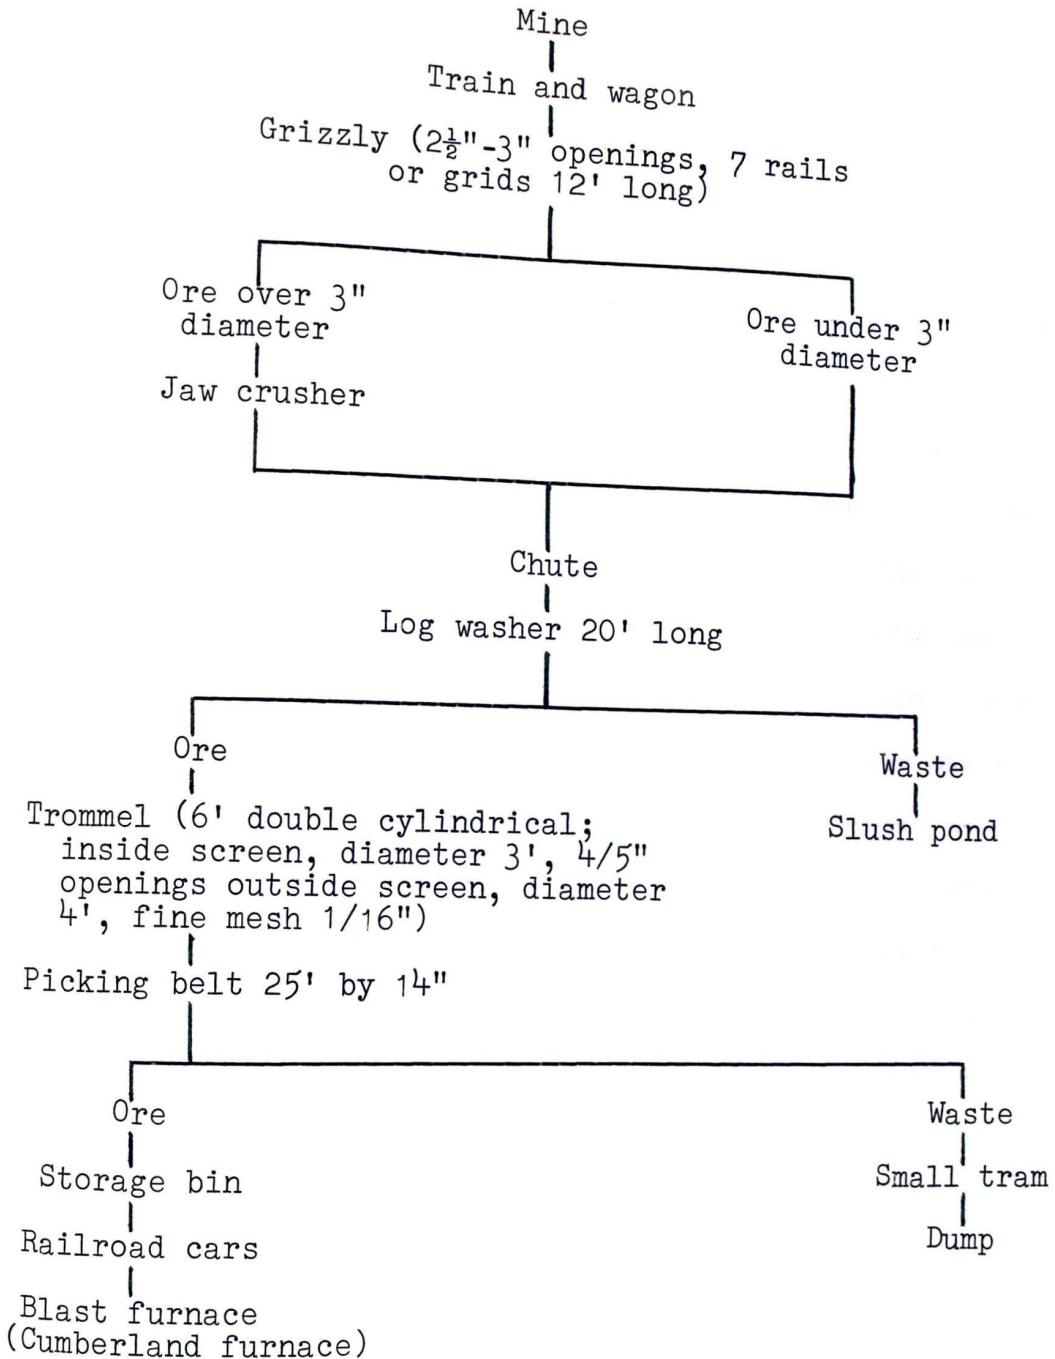 Mine
Train and wagon
Grizzly (2½"-3" openings, 7 rails
or grids 12' long)
Ore over 3"
diameter
Ore under 3"
diameter
Jaw crusher
Chute
Log washer 20' long
Ore
Waste
Slush pond
Trommel (6' double cylindrical;
inside screen, diameter 3', 4/5"
openings outside screen, diameter
4', fine mesh 1/16")
Picking belt 25' by 14"
Ore
Storage bin
Railroad cars
Blast furnace
(Cumberland furnace)
Waste
Small tram
Dump